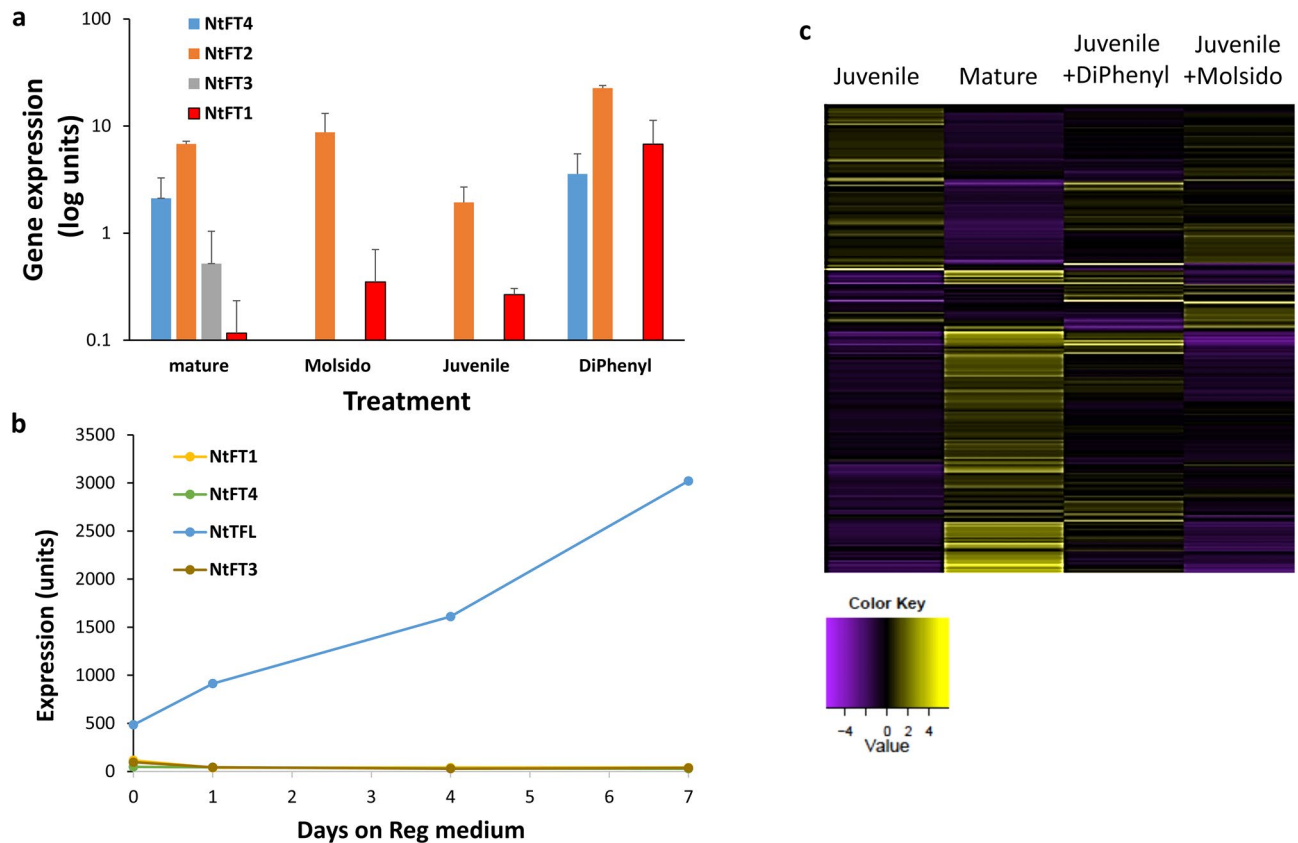 a
100
10
1
0.1
Gene expression
(log units)
NtFT4
NtFT2
NtFT3
NtFT1
mature Molsido Juvenile DiPhenyl
Treatment
b
3500
3000
2500
2000
1500
1000
500
0
Expression (units)
NtFT1
NtFT4
NtTFL
NtFT3
0 1 2 3 4 5 6 7
Days on Reg medium
c
Juvenile
Mature
Juvenile
+DiPhenyl
Juvenile
+Molsido
Color Key
−4 0 2 4
Value